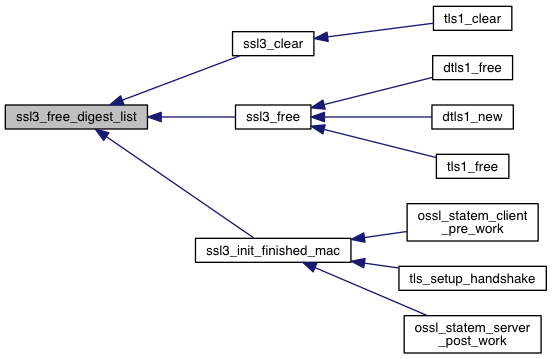 tls1_clear
ssl3_clear
dtls1_free
ssl3_free_digest_list
ssl3_free
dtls1_new
tls1_free
ossl_statem_client
_pre_work
ssl3_init_finished_mac
tls_setup_handshake
ossl_statem_server
_post_work